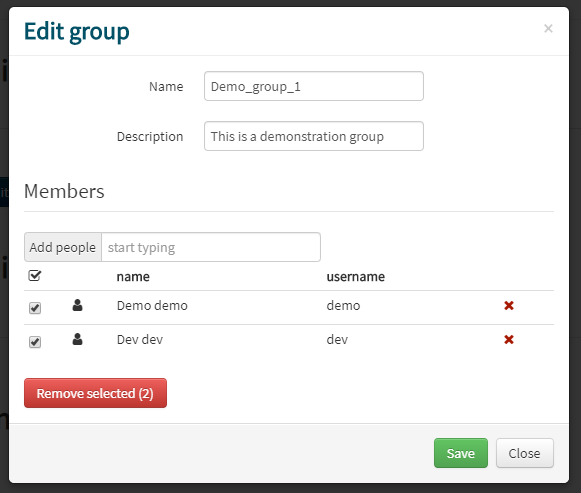 Edit group
×
Name
Demo_group_1
Description
This is a demonstration group
Members
Add people start typing
name username
Demo demo demo
Dev dev dev
Remove selected (2)
Save Close